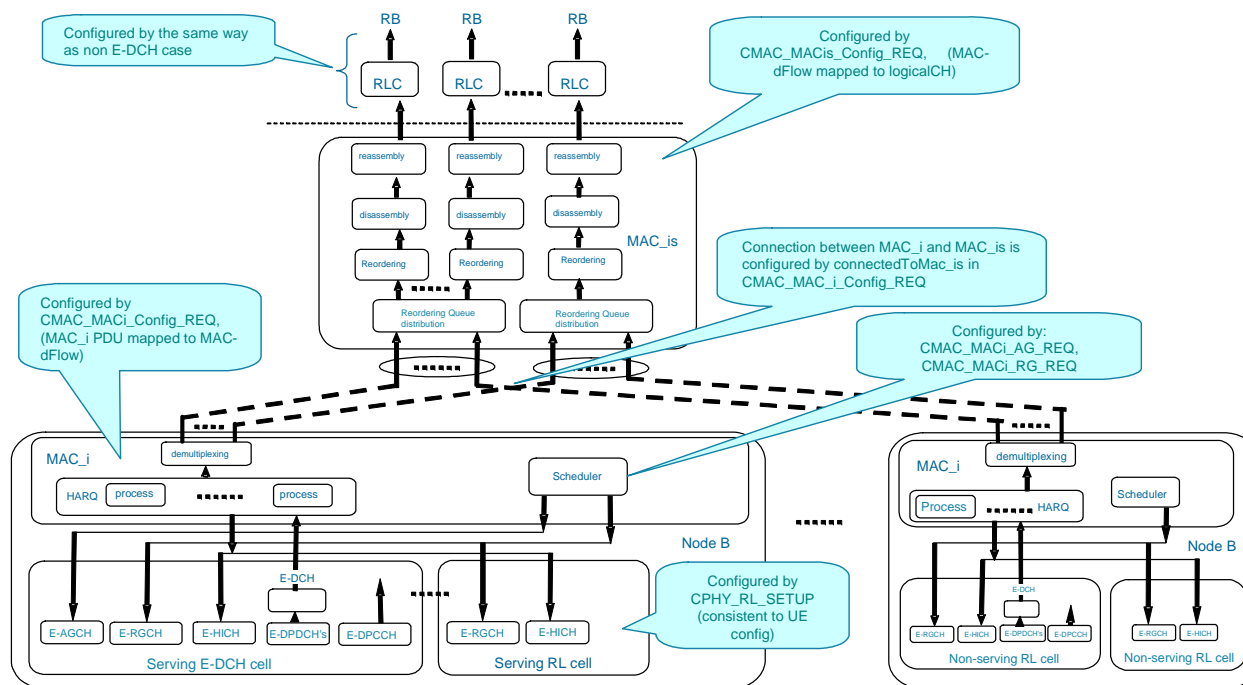 Configured by the same way
as non E-DCH case
RB
RB
RB
RLC
RLC
RLC
Configured by
CMAC_MACis_Config_REQ, (MAC-
dFlow mapped to logicalCH)
reassembly
reassembly
reassembly
disassembly
disassembly
disassembly
MAC_is
Reordering
Reordering
Reordering
Reordering Queue
distribution
Reordering Queue
distribution
Connection between MAC_i and MAC_is is
configured by connectedToMac_is in
CMAC_MAC_i_Config_REQ
Configured by
CMAC_MACi_Config_REQ,
(MAC_i PDU mapped to MAC-
dFlow)
Configured by:
CMAC_MACi_AG_REQ,
CMAC_MACi_RG_REQ
MAC_i
demultiplexing
HARQ
process
process
Scheduler
Node B
E-DCH
E-AGCH
E-RGCH
E-HICH
E-DPDCH's
E-DPCCH
Serving E-DCH cell
E-RGCH
E-HICH
Serving RL cell
Configured by
CPHY_RL_SETUP
(consistent to UE
config)
MAC_i
demultiplexing
Process
HARQ
Scheduler
Node B
E-DCH
E-RGCH
E-HICH
E-DPDCH's
E-DPCCH
Non-serving RL cell
E-RGCH
E-HICH
Non-serving RL cell